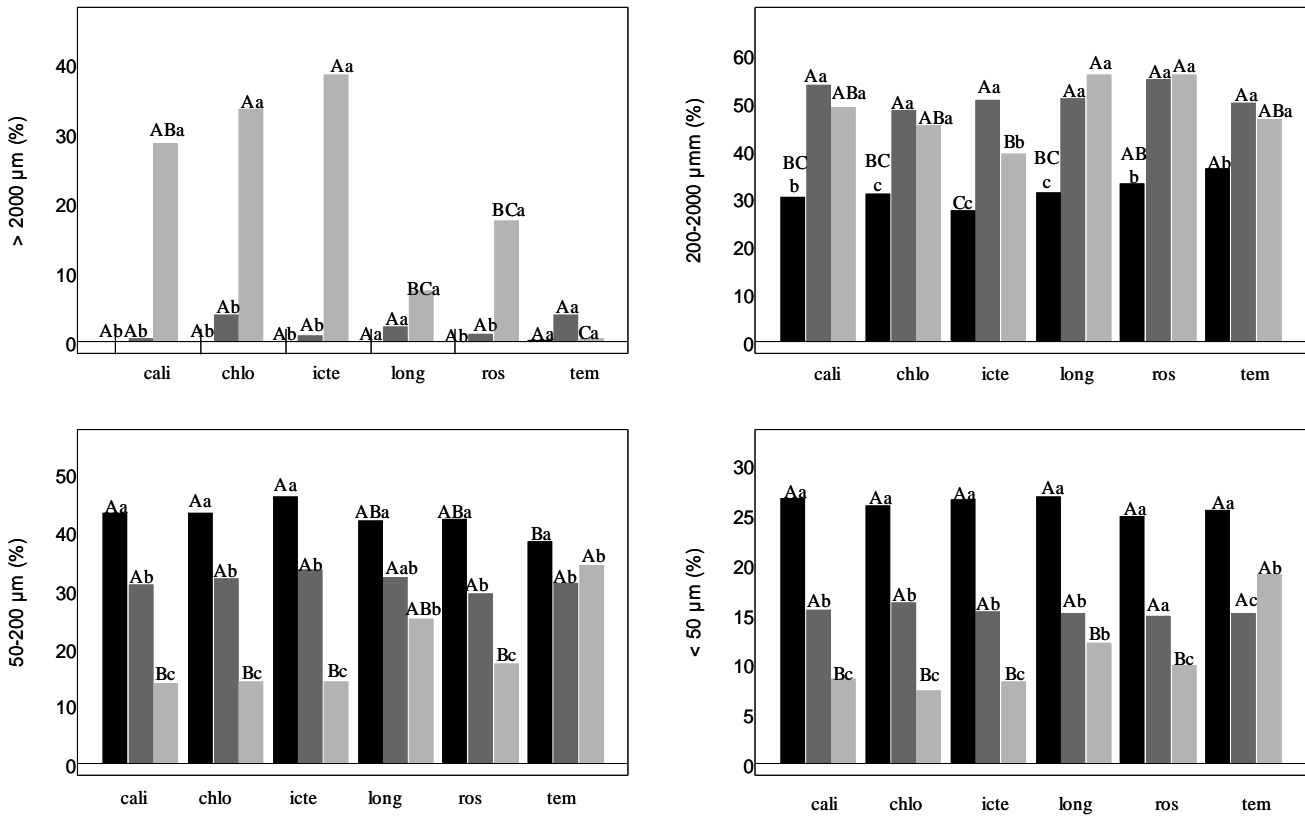 > 2000 µm (%)
40
30
20
10
0
Ab Ab ABa
Ab Ab Aa
Ab Ab Aa
Aa Aa BCa
Ab Ab BCa
Aa Aa Ca
cali chlo icte long ros tem
200-2000 µmm (%)
60
50
40
30
20
10
0
BC
b Aa ABa
BC
c Aa ABa
Cc Aa Bb
BC
c Aa Aa
AB
b Aa Aa
Ab Aa ABa
cali chlo icte long ros tem
50-200 µm (%)
50
40
30
20
10
0
Aa Ab Bc
Aa Ab Bc
Aa Ab Bc
ABa Aab ABb
ABa Ab Bc
Ba Ab Ab
cali chlo icte long ros tem
< 50 µm (%)
30
25
20
15
10
5
0
Aa Ab Bc
Aa Ab Bc
Aa Ab Bc
Aa Ab Bb
Aa Aa Bc
Aa Ac Ab
cali chlo icte long ros tem